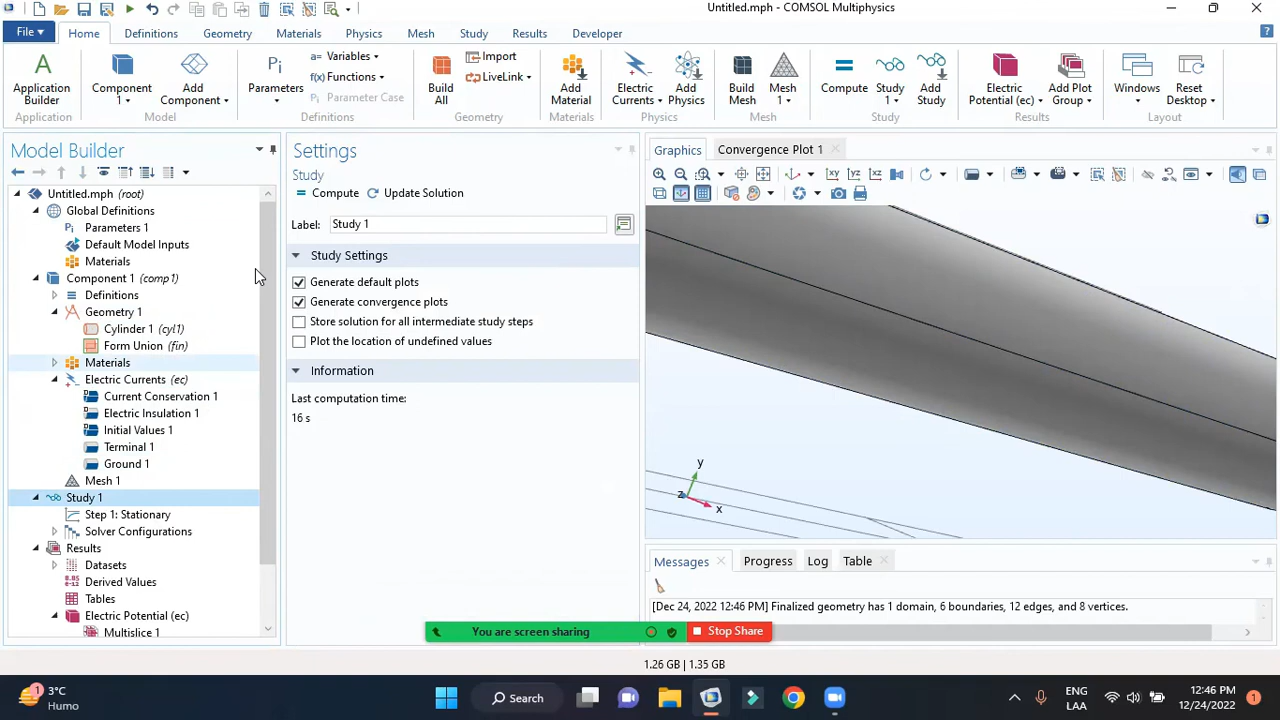 Untitled.mph - COMSOL Multiphysics
File Home Definitions Geometry Materials Physics Mesh Study Results Developer
Application Builder
Application
Component 1
Add Component
Model
Parameters
a= Variables
f(x) Functions
Pi Parameter Case
Definitions
Build All
Import
LiveLink
Geometry
Add Material
Materials
Electric Currents
Add Physics
Physics
Build Mesh
Mesh 1
Mesh
Compute
Study 1
Add Study
Study
Electric Potential (ec)
Add Plot Group
Results
Windows
Reset Desktop
Layout
Model Builder
Untitled.mph (root)
Global Definitions
Pi Parameters 1
Default Model Inputs
Materials
Component 1 (comp1)
Definitions
Geometry 1
Cylinder 1 (cyl1)
Form Union (fin)
Materials
Electric Currents (ec)
Current Conservation 1
Electric Insulation 1
Initial Values 1
Terminal 1
Ground 1
Mesh 1
Study 1
Step 1: Stationary
Solver Configurations
Results
Datasets
8.85 e-12 Derived Values
Tables
Electric Potential (ec)
Multislice 1
Settings
Study
= Compute Update Solution
Label: Study 1
Study Settings
Generate default plots
Generate convergence plots
Store solution for all intermediate study steps
Plot the location of undefined values
Information
Last computation time:
16 s
Graphics Convergence Plot 1
xy yz xz
y
z
x
Messages Progress Log Table
[Dec 24, 2022 12:46 PM] Finalized geometry has 1 domain, 6 boundaries, 12 edges, and 8 vertices.
You are screen sharing Stop Share
1.26 GB | 1.35 GB
1
3°C
Humo
Search
ENG
LAA
12:46 PM
12/24/2022
1